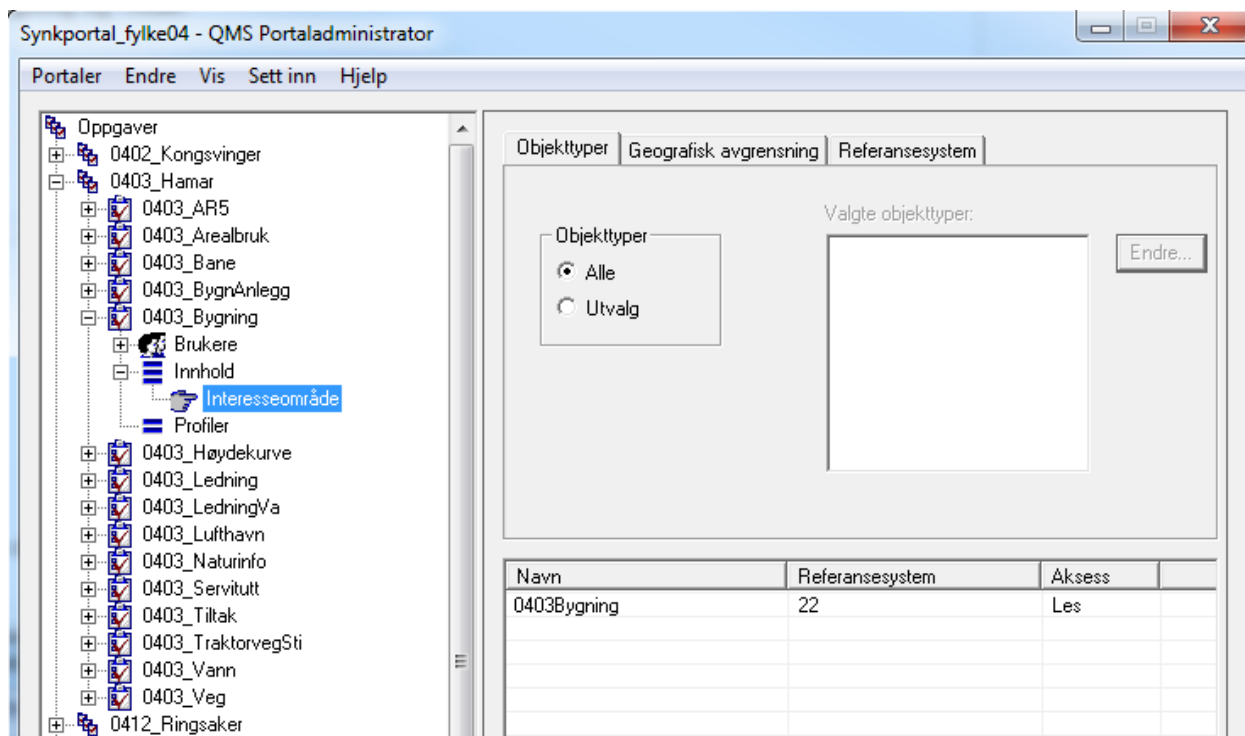 Synkportal_fylke04 - QMS Portaladministrator
Portaler Endre Vis Sett inn Hjelp
Oppgaver
0402_Kongsvinger
0403_Hamar
0403_AR5
0403_Arealbruk
0403_Bane
0403_BygnAnlegg
0403_Bygning
Brukere
Innhold
Interesseområde
Profiler
0403_Høydekurve
0403_Ledning
0403_LedningVa
0403_Lufthavn
0403_Naturinfo
0403_Servitutt
0403_Tiltak
0403_TraktorvegSti
0403_Vann
0403_Veg
0412_Ringsaker
Objekttyper Geografisk avgrensning Referansesystem
Valgte objekttyper:
Objekttyper
Alle
Utvalg
Endre...
Navn Referansesystem Aksess
0403Bygning 22 Les